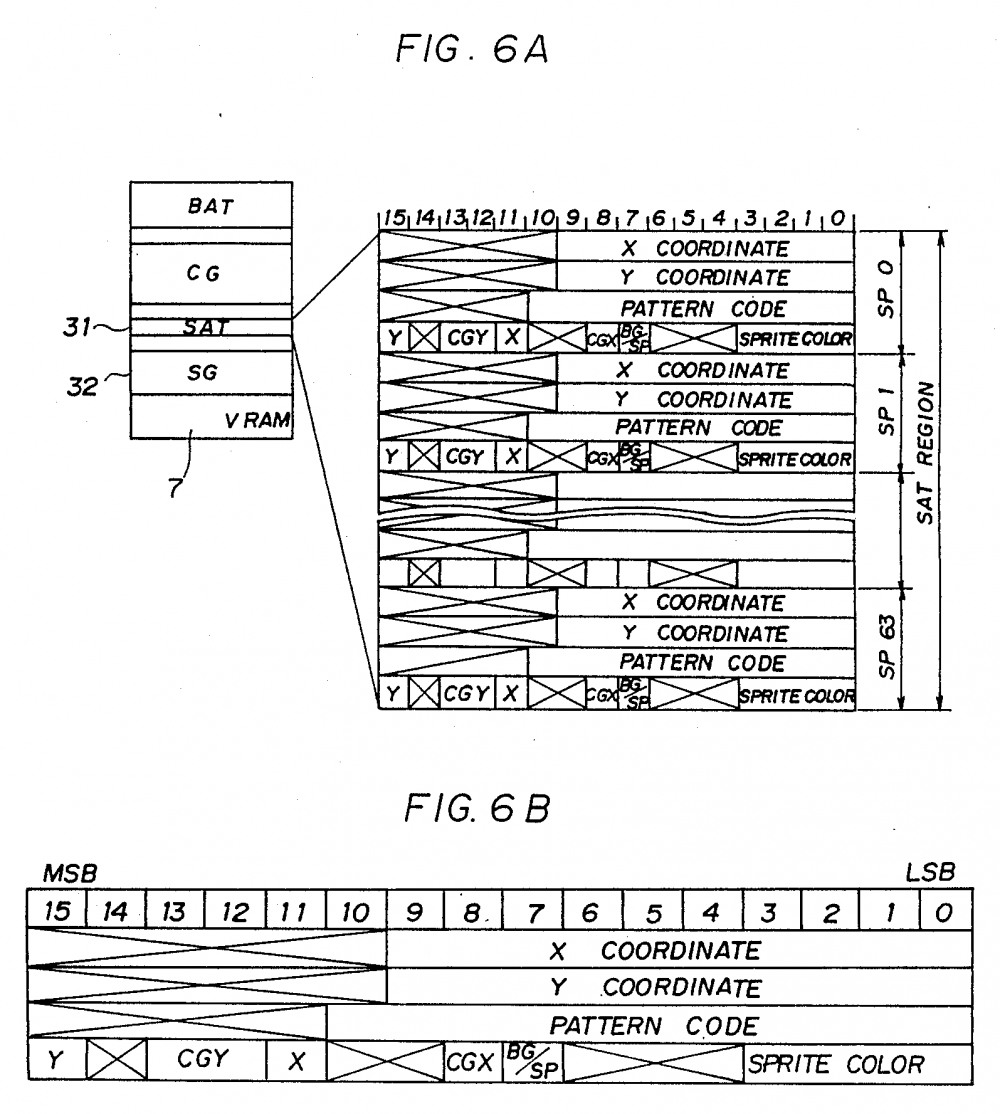 FIG. 6A
BAT
CG
31
SAT
32
SG
VRAM
7
15 14 13 12 11 10 9 8 7 6 5 4 3 2 1 0
X COORDINATE
Y COORDINATE
PATTERN CODE
Y CGY X CGX BG/SP SPRITE COLOR
SP 0
X COORDINATE
Y COORDINATE
PATTERN CODE
Y CGY X CGX BG/SP SPRITE COLOR
SP 1
X COORDINATE
Y COORDINATE
PATTERN CODE
Y CGY X CGX BG/SP SPRITE COLOR
SP 63
SAT REGION
FIG. 6B
MSB LSB
15 14 13 12 11 10 9 8 7 6 5 4 3 2 1 0
X COORDINATE
Y COORDINATE
PATTERN CODE
Y CGY X CGX BG/SP SPRITE COLOR